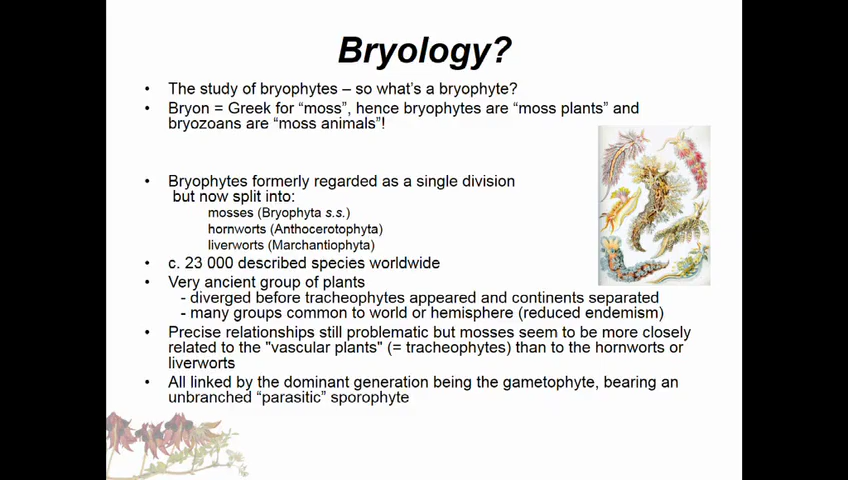 Bryology?
• The study of bryophytes – so what's a bryophyte?
• Bryon = Greek for “moss”, hence bryophytes are “moss plants” and
bryozoans are “moss animals”!
• Bryophytes formerly regarded as a single division
but now split into:
mosses (Bryophyta s.s.)
hornworts (Anthocerotophyta)
liverworts (Marchantiophyta)
• c. 23 000 described species worldwide
• Very ancient group of plants
- diverged before tracheophytes appeared and continents separated
- many groups common to world or hemisphere (reduced endemism)
• Precise relationships still problematic but mosses seem to be more closely
related to the "vascular plants" (= tracheophytes) than to the hornworts or
liverworts
• All linked by the dominant generation being the gametophyte, bearing an
unbranched “parasitic” sporophyte